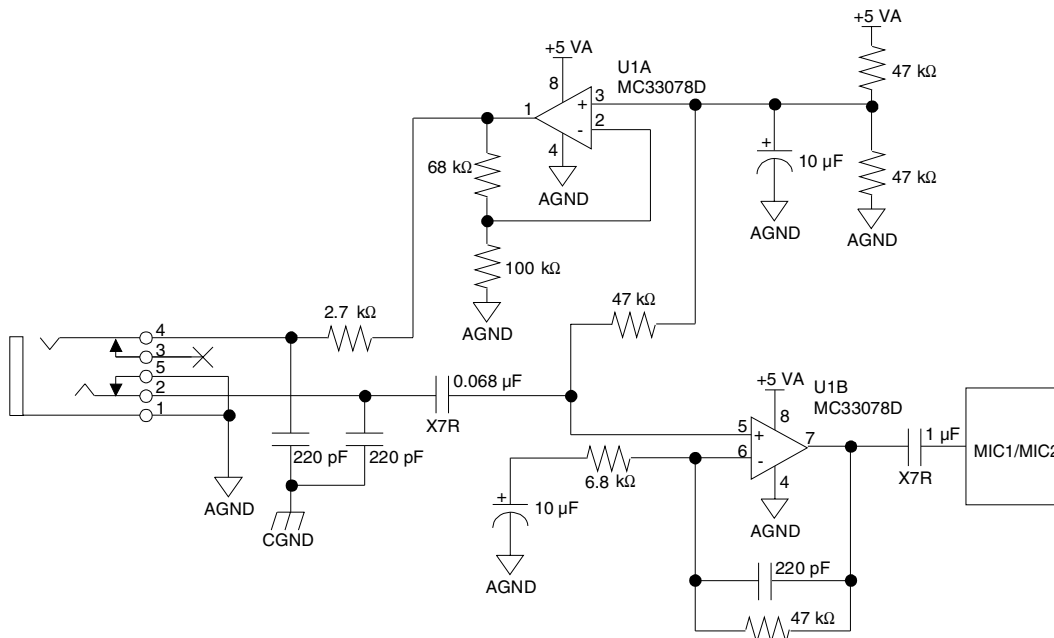 +5 VA
47 kΩ
+5 VA
U1A
MC33078D
8
3
+
1
2
-
4
AGND
68 kΩ
10 µF
+
47 kΩ
AGND
AGND
100 kΩ
AGND
2.7 kΩ
47 kΩ
4
3
5
2
1
0.068 µF
X7R
+5 VA
U1B
MC33078D
8
5
+
7
6
-
4
AGND
220 pF
220 pF
AGND
CGND
6.8 kΩ
+
10 µF
AGND
1 µF
X7R
MIC1/MIC2
220 pF
47 kΩ